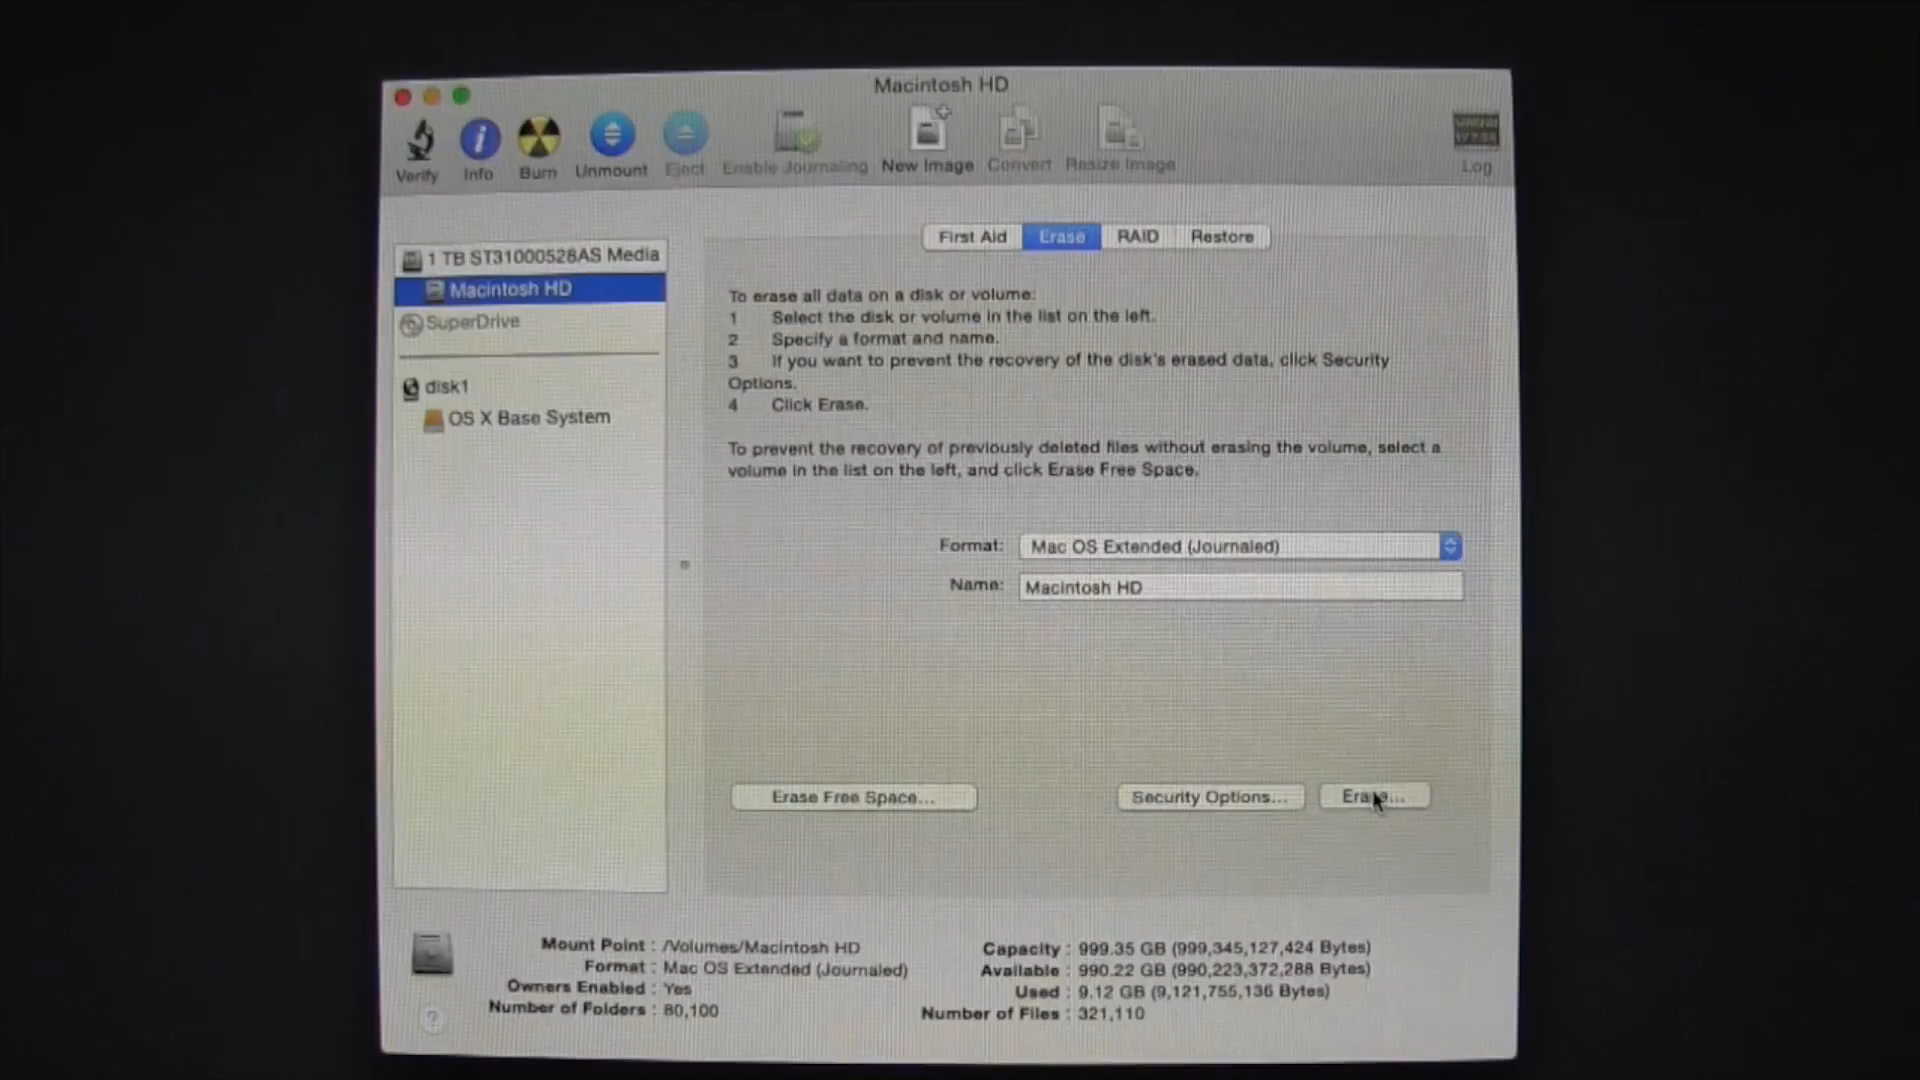 Macintosh HD
Verify Info Burn Unmount Eject Enable Journaling New Image Convert Resize Image Log
First Aid Erase RAID Restore
1 TB ST31000528AS Media
Macintosh HD
SuperDrive
disk1
OS X Base System
To erase all data on a disk or volume:
1 Select the disk or volume in the list on the left.
2 Specify a format and name.
3 If you want to prevent the recovery of the disk's erased data, click Security
Options.
4 Click Erase.
To prevent the recovery of previously deleted files without erasing the volume, select a
volume in the list on the left, and click Erase Free Space.
Format: Mac OS Extended (Journaled)
Name: Macintosh HD
Erase Free Space... Security Options... Erase...
Mount Point : /Volumes/Macintosh HD
Format : Mac OS Extended (Journaled)
Owners Enabled : Yes
Number of Folders : 80,100
Capacity : 999.35 GB (999,345,127,424 Bytes)
Available : 990.22 GB (990,223,372,288 Bytes)
Used : 9.12 GB (9,121,755,136 Bytes)
Number of Files : 321,110
?